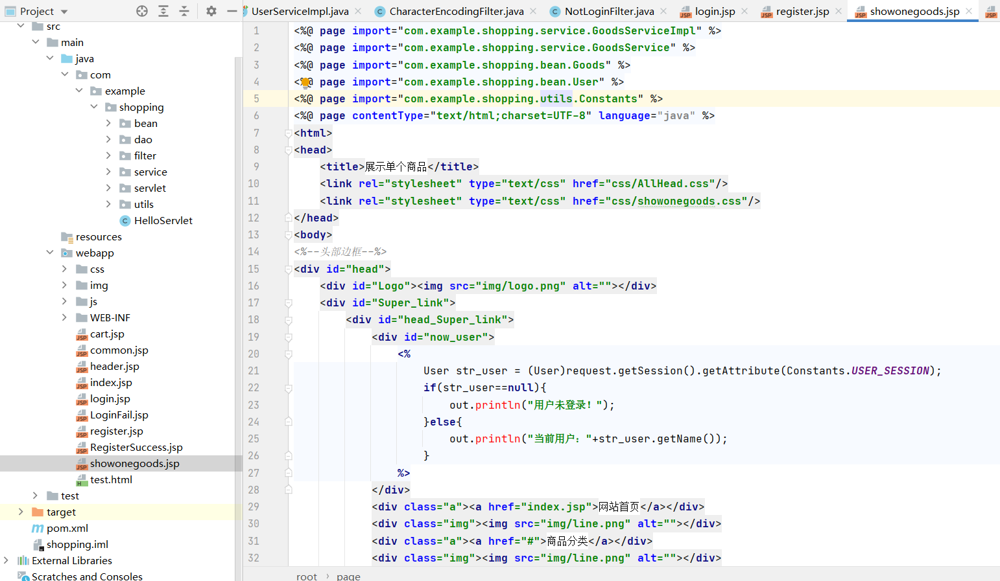 Project
src
main
java
com
example
shopping
bean
dao
filter
service
servlet
utils
HelloServlet
resources
webapp
css
img
js
WEB-INF
cart.jsp
common.jsp
header.jsp
index.jsp
login.jsp
LoginFail.jsp
register.jsp
RegisterSuccess.jsp
showonegoods.jsp
test.html
test
target
pom.xml
shopping.iml
External Libraries
Scratches and Consoles
UserServiceImpl.java CharacterEncodingFilter.java NotLoginFilter.java login.jsp register.jsp showonegoods.jsp
1 <%@ page import="com.example.shopping.service.GoodsServiceImpl" %>
2 <%@ page import="com.example.shopping.service.GoodsService" %>
3 <%@ page import="com.example.shopping.bean.Goods" %>
4 <%@ page import="com.example.shopping.bean.User" %>
5 <%@ page import="com.example.shopping.utils.Constants" %>
6 <%@ page contentType="text/html;charset=UTF-8" language="java" %>
7 <html>
8 <head>
9 <title>展示单个商品</title>
10 <link rel="stylesheet" type="text/css" href="css/AllHead.css"/>
11 <link rel="stylesheet" type="text/css" href="css/showonegoods.css"/>
12 </head>
13 <body>
14 <%--头部边框--%>
15 <div id="head">
16 <div id="Logo"><img src="img/logo.png" alt=""></div>
17 <div id="Super_link">
18 <div id="head_Super_link">
19 <div id="now_user">
20 <%
21 User str_user = (User)request.getSession().getAttribute(Constants.USER_SESSION);
22 if(str_user==null){
23 out.println("用户未登录！");
24 }else{
25 out.println("当前用户："+str_user.getName());
26 }
27 %>
28 </div>
29 <div class="a"><a href="index.jsp">网站首页</a></div>
30 <div class="img"><img src="img/line.png" alt=""></div>
31 <div class="a"><a href="#">商品分类</a></div>
32 <div class="img"><img src="img/line.png" alt=""></div>
root › page